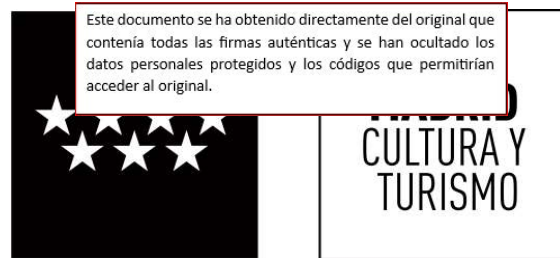 Este documento se ha obtenido directamente del original que
contenía todas las firmas auténticas y se han ocultado los
datos personales protegidos y los códigos que permitirían
acceder al original.
MADRID
CULTURA Y
TURISMO